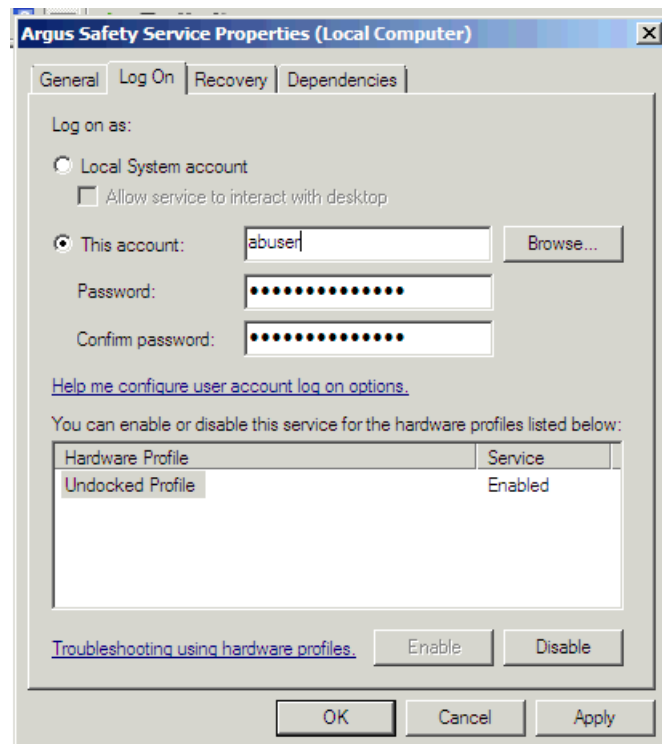 Argus Safety Service Properties (Local Computer)
General Log On Recovery Dependencies
Log on as:
Local System account
Allow service to interact with desktop
This account: abuser Browse...
Password: ••••••••••••••
Confirm password: ••••••••••••••
Help me configure user account log on options.
You can enable or disable this service for the hardware profiles listed below:
Hardware Profile Service
Undocked Profile Enabled
Troubleshooting using hardware profiles. Enable Disable
OK Cancel Apply